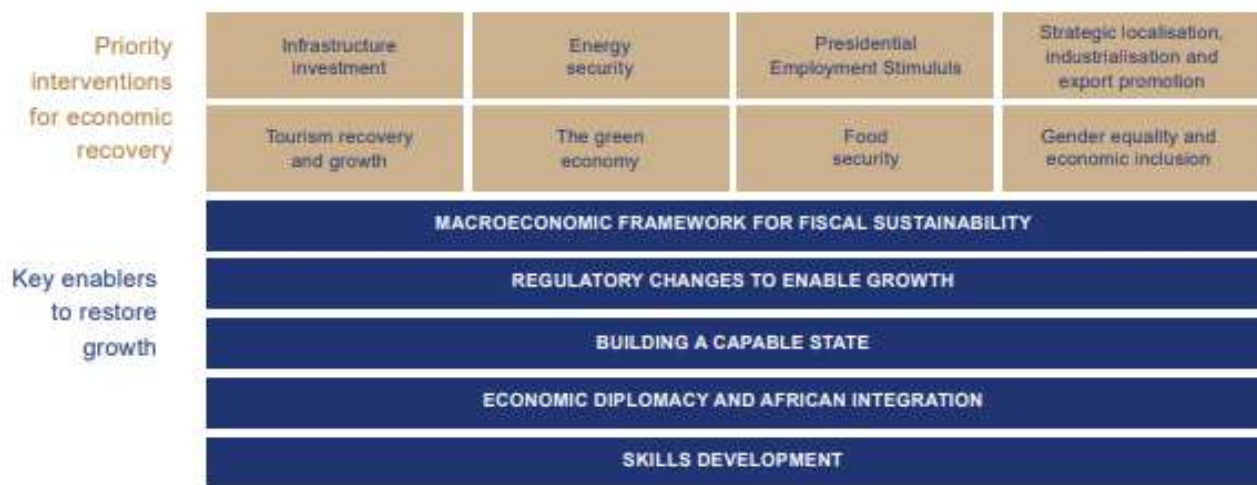 Priority
interventions
for economic
recovery
Infrastructure
investment
Energy
security
Presidential
Employment Stimululs
Strategic localisation,
industrialisation and
export promotion
Tourism recovery
and growth
The green
economy
Food
security
Gender equality and
economic inclusion
Key enablers
to restore
growth
MACROECONOMIC FRAMEWORK FOR FISCAL SUSTAINABILITY
REGULATORY CHANGES TO ENABLE GROWTH
BUILDING A CAPABLE STATE
ECONOMIC DIPLOMACY AND AFRICAN INTEGRATION
SKILLS DEVELOPMENT